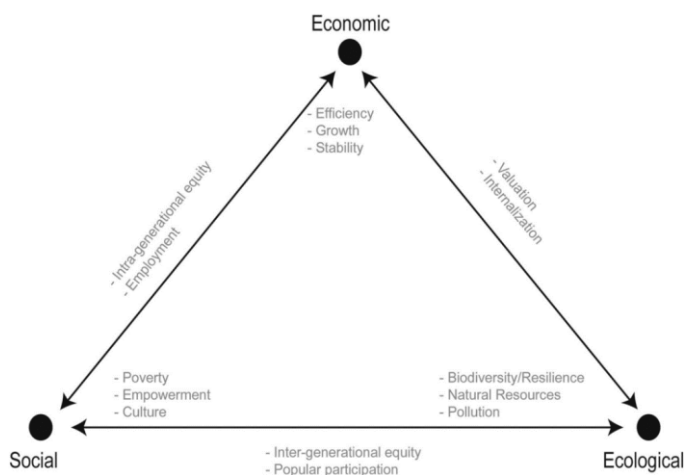 Economic
- Efficiency
- Growth
- Stability
- Intra-generational equity
- Employment
- Valuation
- Internalization
- Poverty
- Empowerment
- Culture
- Biodiversity/Resilience
- Natural Resources
- Pollution
Social
Ecological
- Inter-generational equity
- Popular participation